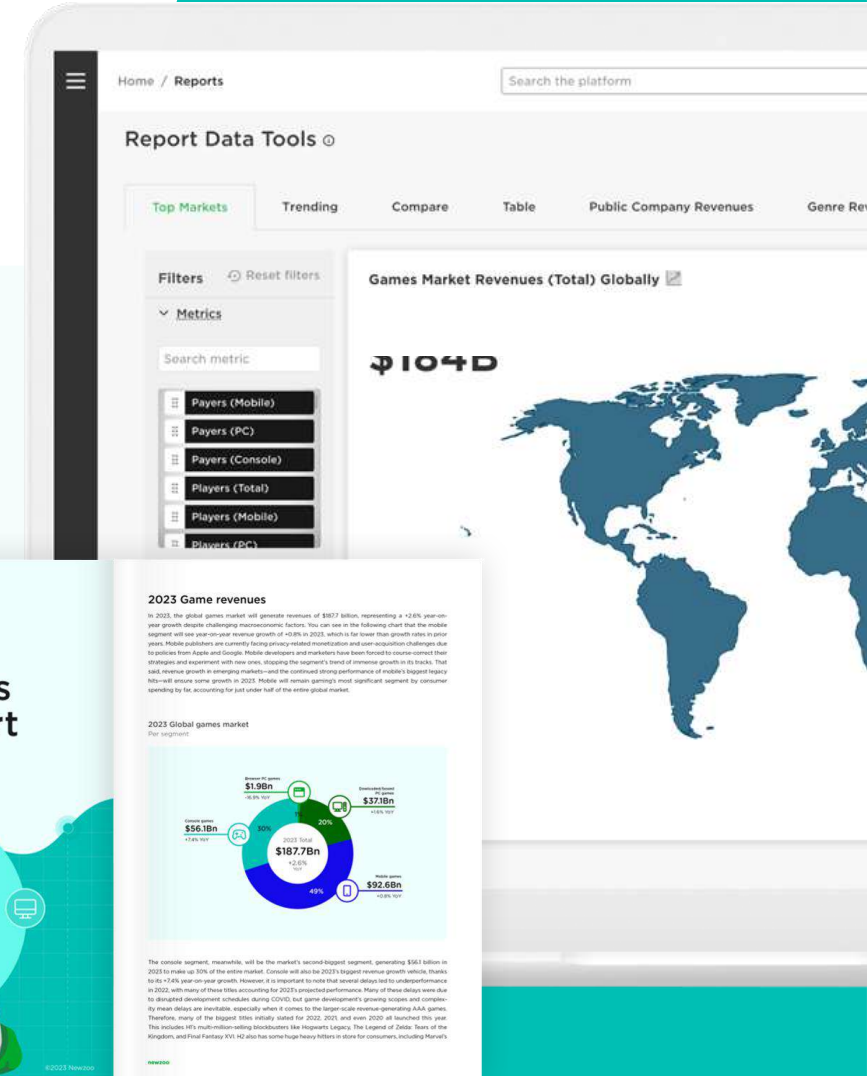 Home / Reports
Search the platform
Report Data Tools
Top Markets
Trending
Compare
Table
Public Company Revenues
Genre Rev
Filters
Reset filters
Metrics
Search metric
Payers (Mobile)
Payers (PC)
Payers (Console)
Players (Total)
Players (Mobile)
Players (PC)
Games Market Revenues (Total) Globally
$184B
s
rt
©2023 Newzoo
2023 Game revenues
In 2023, the global games market will generate revenues of $187.7 billion, representing a +2.6% year-on-
year growth despite challenging macroeconomic factors. You can see in the following chart that the mobile
segment will see year-on-year revenue growth of +0.8% in 2023, which is far lower than growth rates in prior
years. Mobile publishers are currently facing privacy-related monetization and user-acquisition challenges due
to policies from Apple and Google. Mobile developers and marketers have been forced to course-correct their
strategies and experiment with new ones, stopping the segment's trend of immense growth in its tracks. That
said, revenue growth in emerging markets—and the continued strong performance of mobile's biggest legacy
hits—will ensure some growth in 2023. Mobile will remain gaming's most significant segment by consumer
spending by far, accounting for just under half of the entire global market.
2023 Global games market
Per segment
Browser PC games
$1.9Bn
-16.9% YoY
Downloaded/boxed
PC games
$37.1Bn
+1.6% YoY
Console games
$56.1Bn
+7.4% YoY
1%
20%
30%
49%
2023 Total
$187.7Bn
+2.6%
YoY
Mobile games
$92.6Bn
+0.8% YoY
The console segment, meanwhile, will be the market's second-biggest segment, generating $56.1 billion in
2023 to make up 30% of the entire market. Console will also be 2023's biggest revenue growth vehicle, thanks
to its +7.4% year-on-year growth. However, it is important to note that several delays led to underperformance
in 2022, with many of these titles accounting for 2023's projected performance. Many of these delays were due
to disrupted development schedules during COVID, but game development's growing scopes and complex-
ity mean delays are inevitable, especially when it comes to the larger-scale revenue-generating AAA games.
Therefore, many of the biggest titles initially slated for 2022, 2021, and even 2020 all launched this year.
This includes H1's multi-million-selling blockbusters like Hogwarts Legacy, The Legend of Zelda: Tears of the
Kingdom, and Final Fantasy XVI. H2 also has some huge heavy hitters in store for consumers, including Marvel's
newzoo